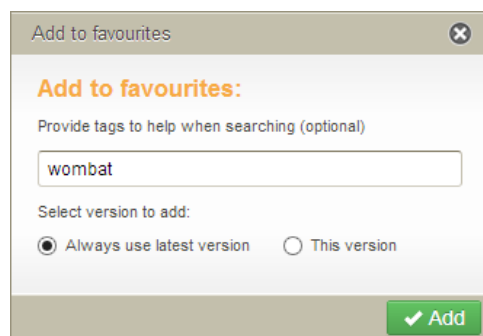 Add to favourites
Add to favourites:
Provide tags to help when searching (optional)
wombat
Select version to add:
Always use latest version This version
Add